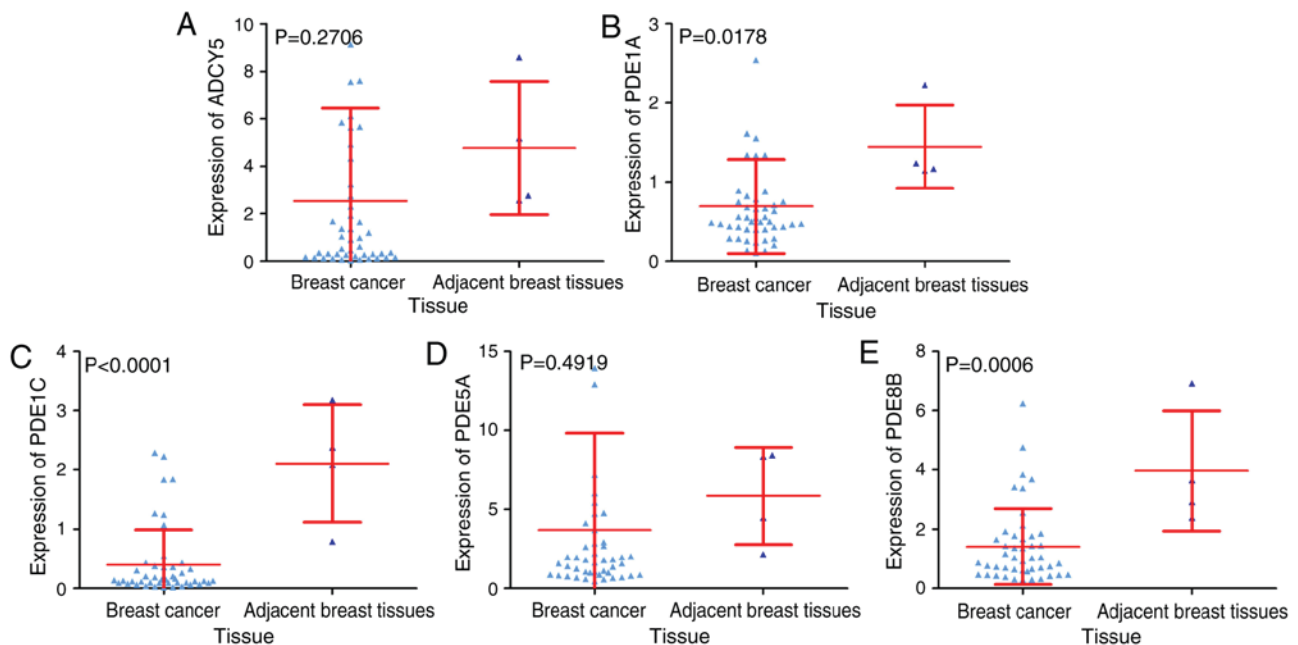 A
P=0.2706
Expression of ADCY5
10
8
6
4
2
0
Breast cancer
Adjacent breast tissues
Tissue
B
P=0.0178
Expression of PDE1A
3
2
1
0
Breast cancer
Adjacent breast tissues
Tissue
C
P<0.0001
Expression of PDE1C
4
3
2
1
0
Breast cancer
Adjacent breast tissues
Tissue
D
P=0.4919
Expression of PDE5A
15
10
5
0
Breast cancer
Adjacent breast tissues
Tissue
E
P=0.0006
Expression of PDE8B
8
6
4
2
0
Breast cancer
Adjacent breast tissues
Tissue